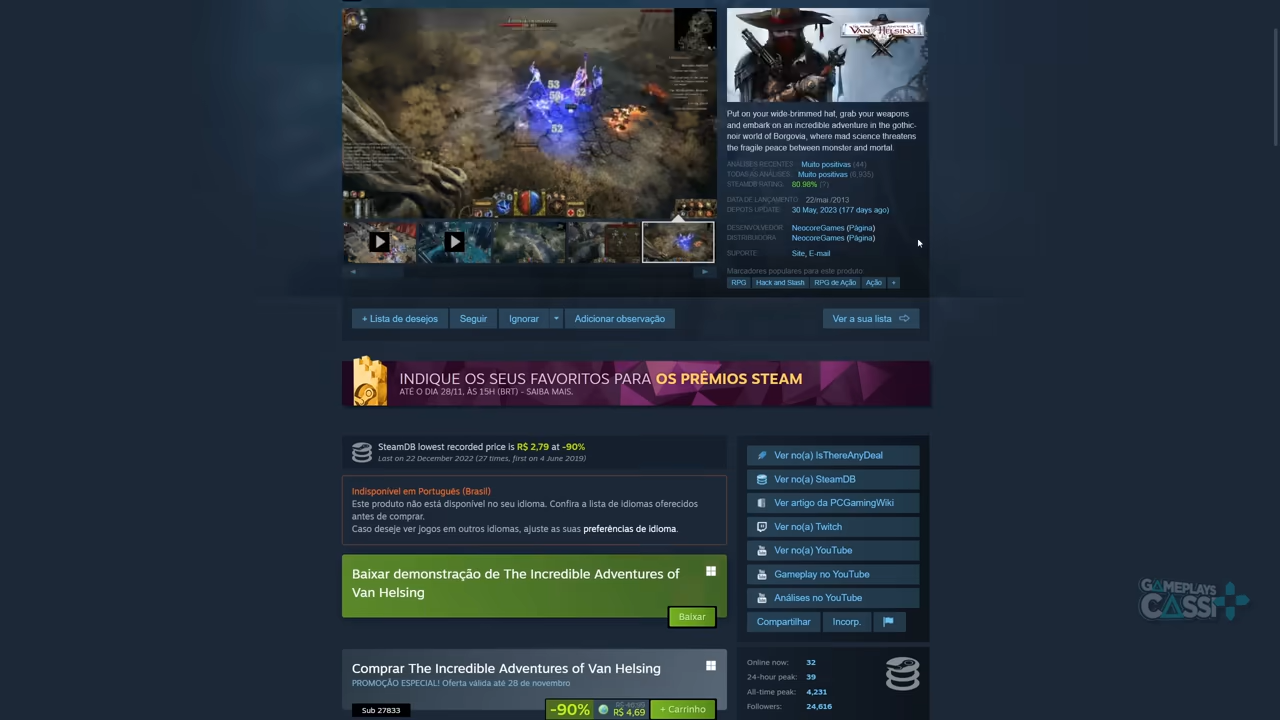 53
52
52
VAN HELSING
Put on your wide-brimmed hat, grab your weapons
and embark on an incredible adventure in the gothic-
noir world of Borgovia, where mad science threatens
the fragile peace between monster and mortal.
ANÁLISES RECENTES: Muito positivas (44)
TODAS AS ANÁLISES: Muito positivas (6,935)
STEAMDB RATING: 80.98% (?)
DATA DE LANÇAMENTO: 22/mai./2013
DEPOTS UPDATE: 30 May, 2023 (177 days ago)
DESENVOLVEDOR: NeocoreGames (Página)
DISTRIBUIDORA: NeocoreGames (Página)
SUPORTE: Site, E-mail
Marcadores populares para este produto:
RPG Hack and Slash RPG de Ação Ação +
+ Lista de desejos Seguir Ignorar Adicionar observação Ver a sua lista
INDIQUE OS SEUS FAVORITOS PARA OS PRÊMIOS STEAM
ATÉ O DIA 28/11, ÀS 15H (BRT) - SAIBA MAIS.
SteamDB lowest recorded price is R$ 2,79 at -90%
Last on 22 December 2022 (27 times, first on 4 June 2019)
Indisponível em Português (Brasil)
Este produto não está disponível no seu idioma. Confira a lista de idiomas oferecidos
antes de comprar.
Caso deseje ver jogos em outros idiomas, ajuste as suas preferências de idioma.
Baixar demonstração de The Incredible Adventures of
Van Helsing
Baixar
Comprar The Incredible Adventures of Van Helsing
PROMOÇÃO ESPECIAL! Oferta válida até 28 de novembro
Sub 27833
-90% R$ 46,99 R$ 4,69 + Carrinho
Ver no(a) IsThereAnyDeal
Ver no(a) SteamDB
Ver artigo da PCGamingWiki
Ver no(a) Twitch
Ver no(a) YouTube
Gameplay no YouTube
Análises no YouTube
Compartilhar Incorp.
Online now: 32
24-hour peak: 39
All-time peak: 4,231
Followers: 24,616
GAMEPLAYS
CASSI